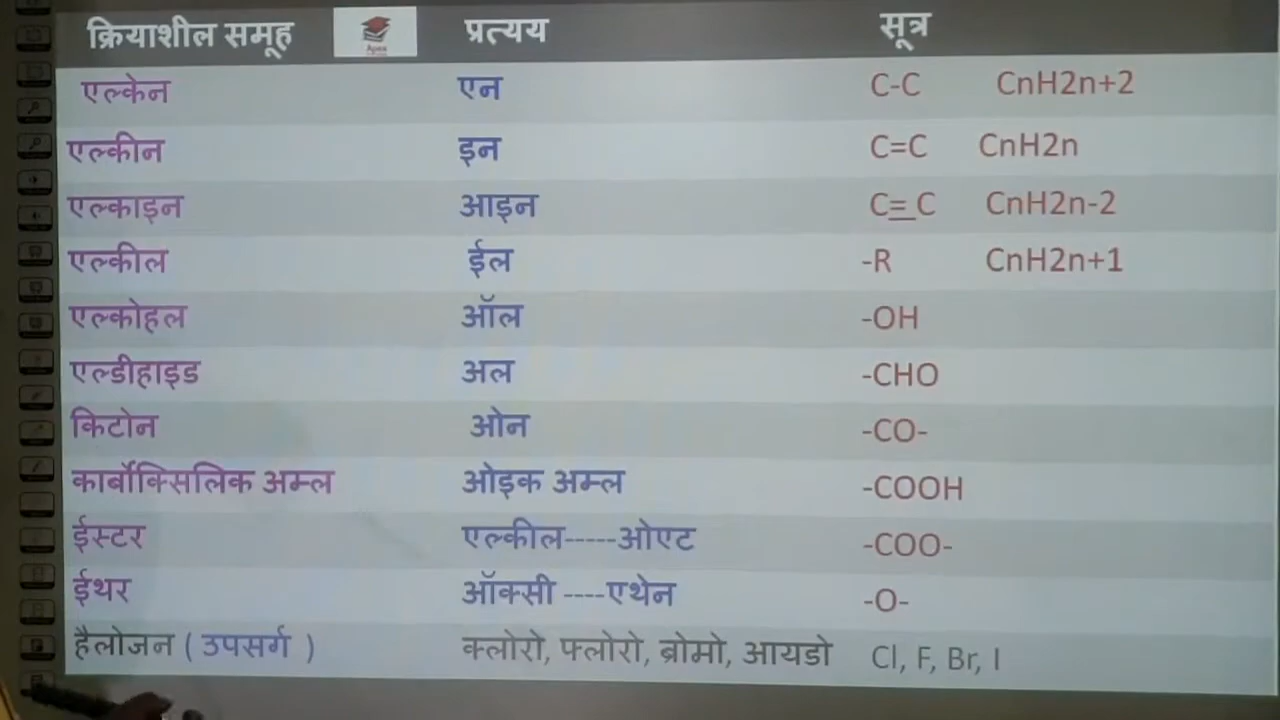 क्रियाशील समूह Apex प्रत्यय सूत्र
एल्केन एन C-C CnH2n+2
एल्कीन इन C=C CnH2n
एल्काइन आइन C=_C CnH2n-2
एल्कील ईल -R CnH2n+1
एल्कोहल ऑल -OH
एल्डीहाइड अल -CHO
किटोन ओन -CO-
कार्बोक्सिलिक अम्ल ओइक अम्ल -COOH
ईस्टर एल्कील-----ओएट -COO-
ईथर ऑक्सी ----एथेन -O-
हैलोजन ( उपसर्ग ) क्लोरो, फ्लोरो, ब्रोमो, आयडो Cl, F, Br, I